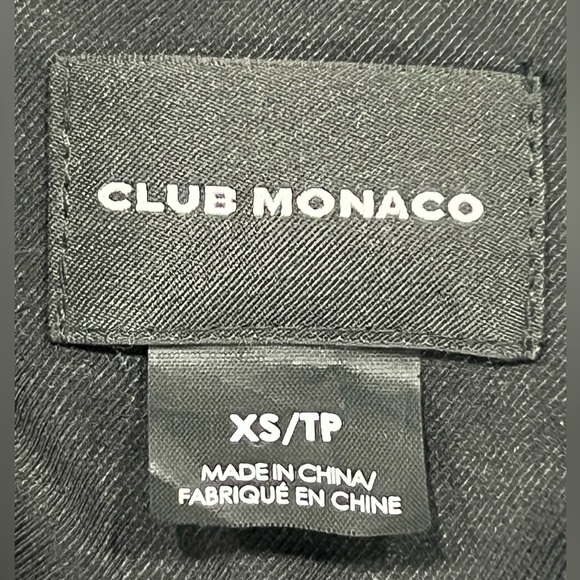 CLUB MONACO
XS/TP
MADE IN CHINA/
FABRIQUÉ EN CHINE